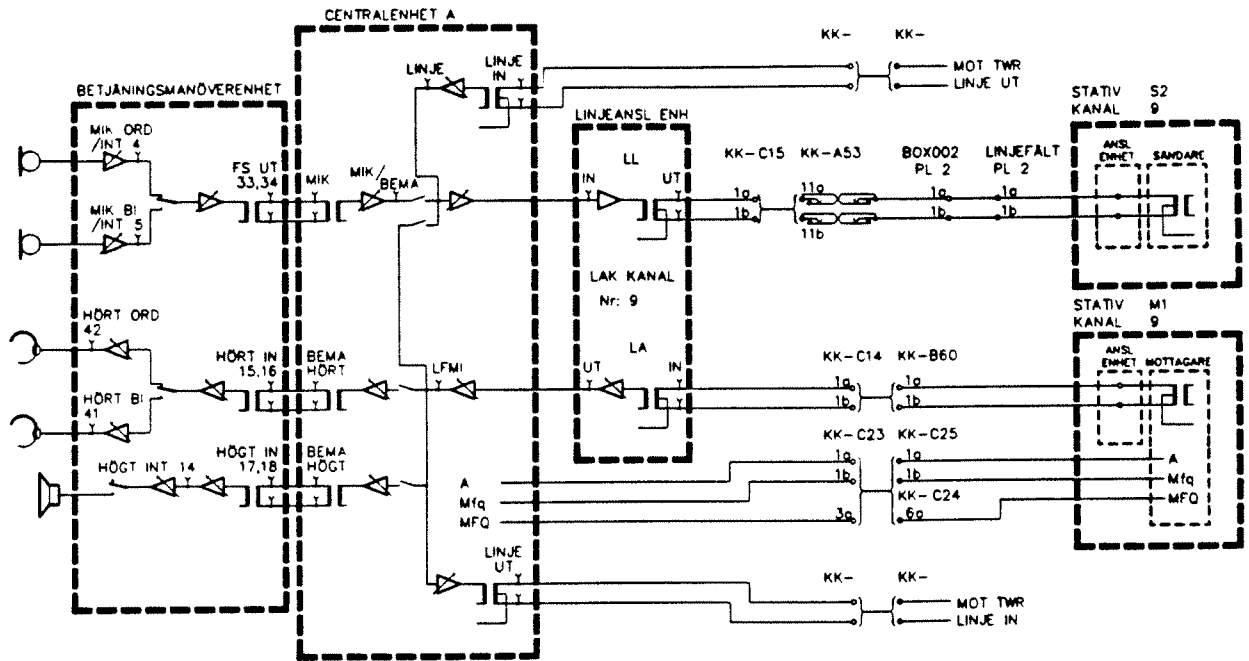 CENTRALENHET A
BETJÄNINGSMANÖVERENHET
MIK ORD
/INT 4
MIK BI
/INT 5
FS UT
33,34
HÖRT ORD
42
HÖRT BI
41
HÖRT IN
15,16
HÖGT INT 14
HÖGT IN
17,18
LINJE
LINJE
IN
MIK
MIK/
BEMA
BEMA
HÖRT
LFMI
BEMA
HÖGT
A
Mfq
MFQ
LINJE
UT
LINJEANSL ENH
LL
IN
UT
LAK KANAL
Nr: 9
LA
UT
IN
KK- KK-
MOT TWR
LINJE UT
KK-C15 KK-A53
1a 11a
1b
11b
BOX002
PL 2
1a
1b
LINJEFÄLT
PL 2
1a
1b
STATIV S2
KANAL 9
ANSL
ENHET
SÄNDARE
STATIV M1
KANAL 9
ANSL
ENHET
MOTTAGARE
KK-C14 KK-B60
1a 1a
1b 1b
KK-C23 KK-C25
1a 1a
1b 1b
KK-C24
3a 6a
A
Mfq
MFQ
KK- KK-
MOT TWR
LINJE IN